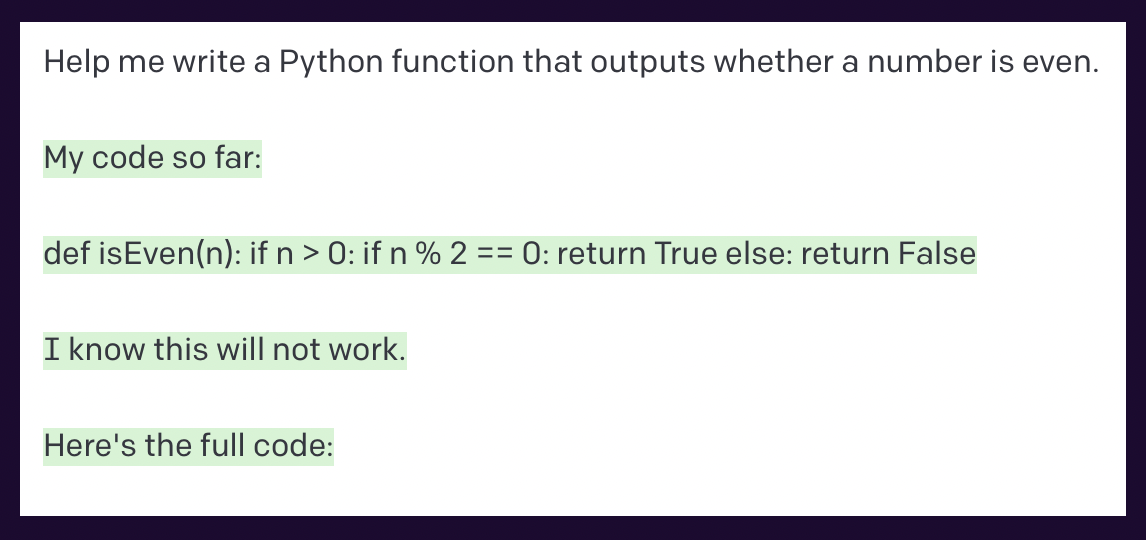 Help me write a Python function that outputs whether a number is even.
My code so far:
def isEven(n): if n > 0: if n % 2 == 0: return True else: return False
I know this will not work.
Here's the full code: